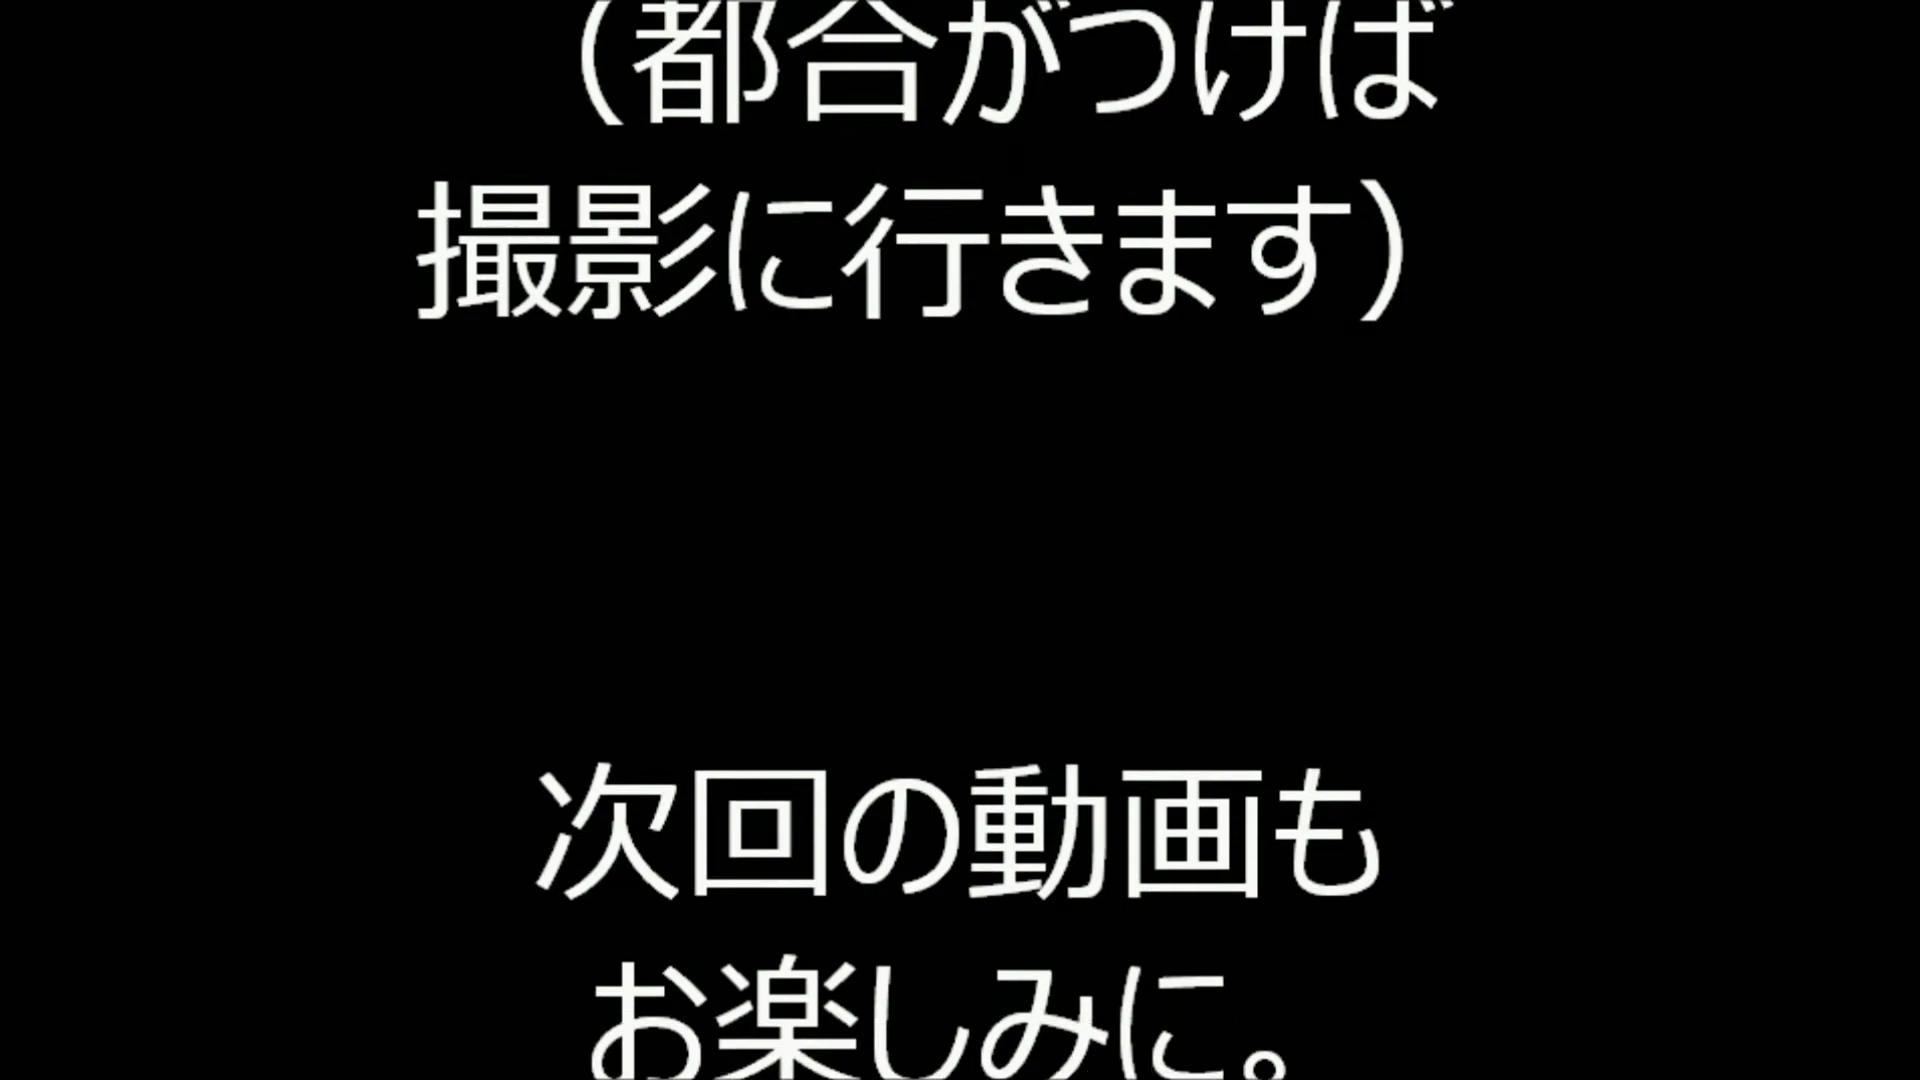 （都合がつけば
撮影に行きます）
次回の動画も
お楽しみに。